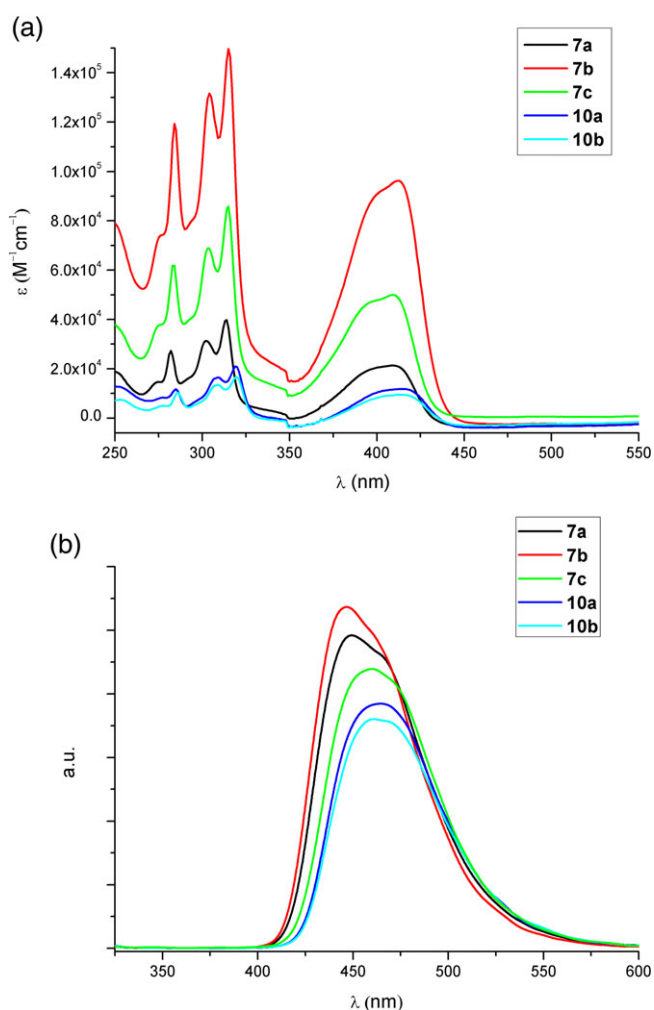 (a)
7a
7b
7c
10a
10b
1.4x10⁵
1.2x10⁵
1.0x10⁵
8.0x10⁴
6.0x10⁴
4.0x10⁴
2.0x10⁴
0.0
ε (M⁻¹cm⁻¹)
250 300 350 400 450 500 550
λ (nm)
(b)
7a
7b
7c
10a
10b
a.u.
350 400 450 500 550 600
λ (nm)